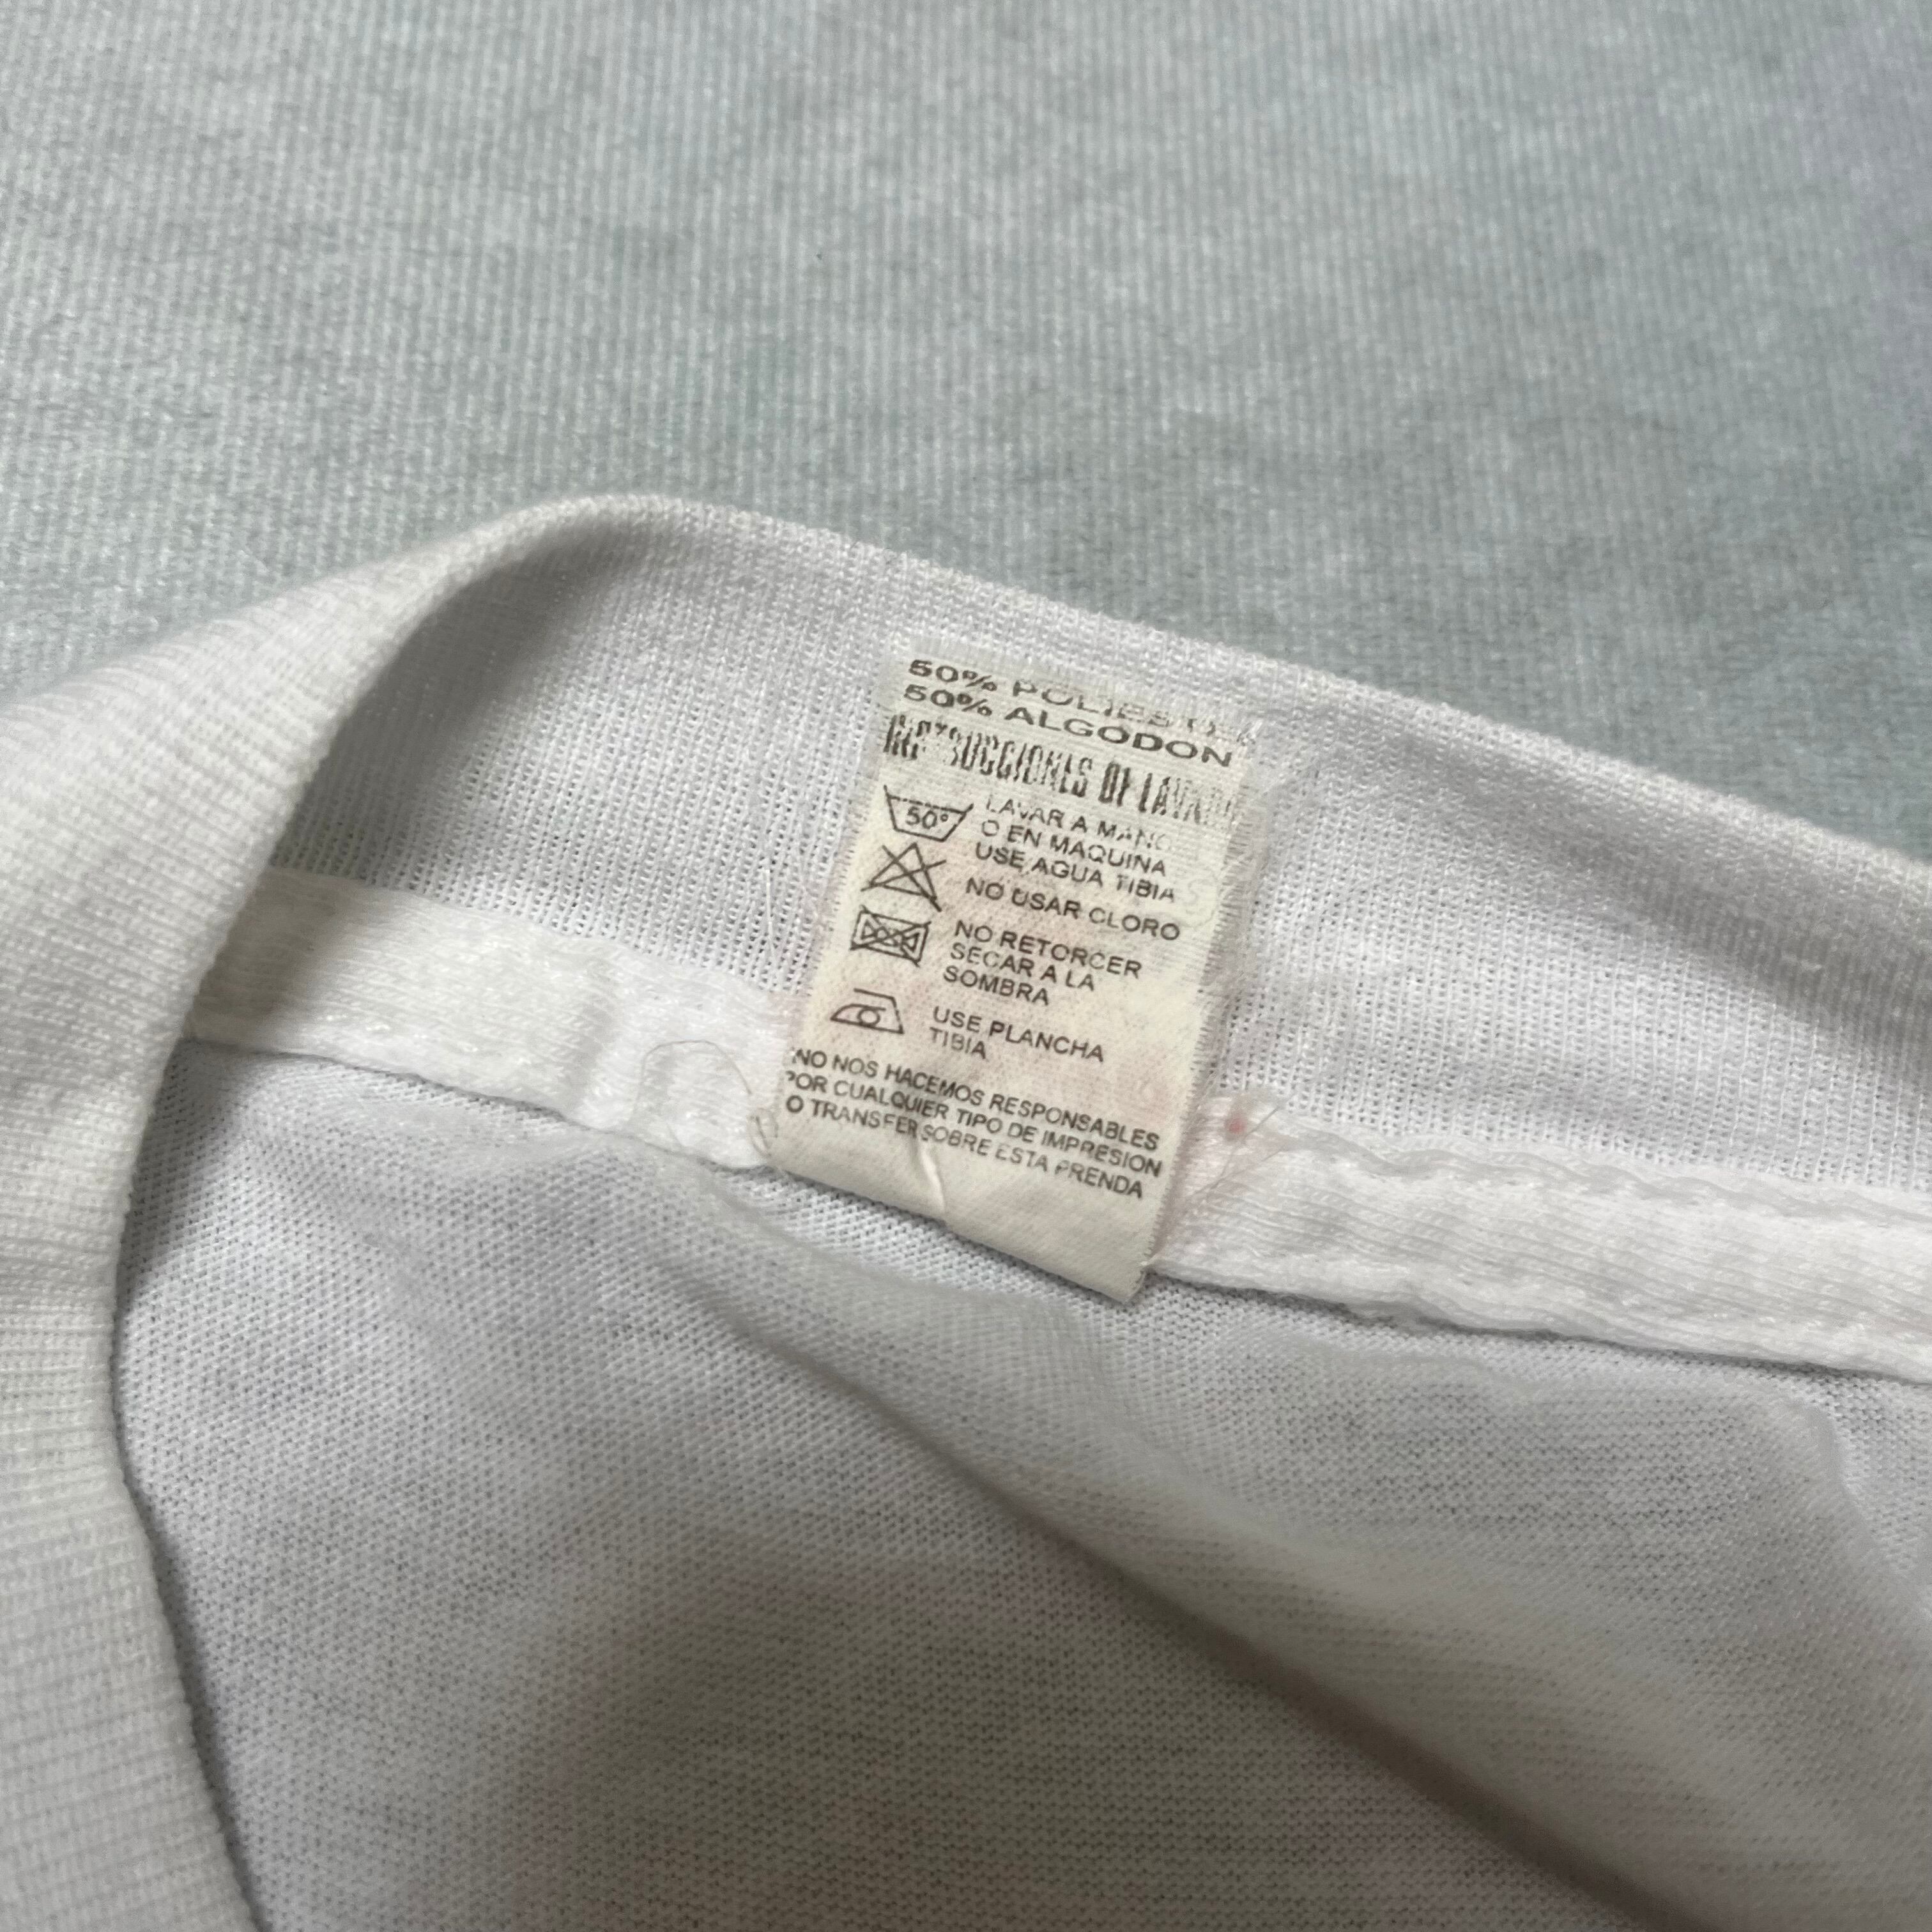 50% POLIESTER
50% ALGODON
INSTRUCCIONES DE LAVADO
50°
LAVAR A MANO
O EN MAQUINA
USE AGUA TIBIA
NO USAR CLORO
NO RETORCER
SECAR A LA
SOMBRA
USE PLANCHA
TIBIA
NO NOS HACEMOS RESPONSABLES
POR CUALQUIER TIPO DE IMPRESION
O TRANSFER SOBRE ESTA PRENDA